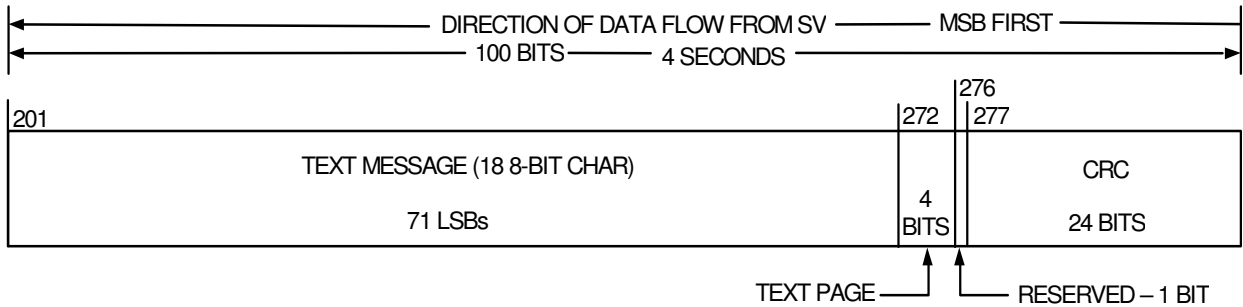 DIRECTION OF DATA FLOW FROM SV MSB FIRST
100 BITS 4 SECONDS
276
201 272 277
TEXT MESSAGE (18 8-BIT CHAR) CRC
4
71 LSBs BITS 24 BITS
TEXT PAGE RESERVED – 1 BIT